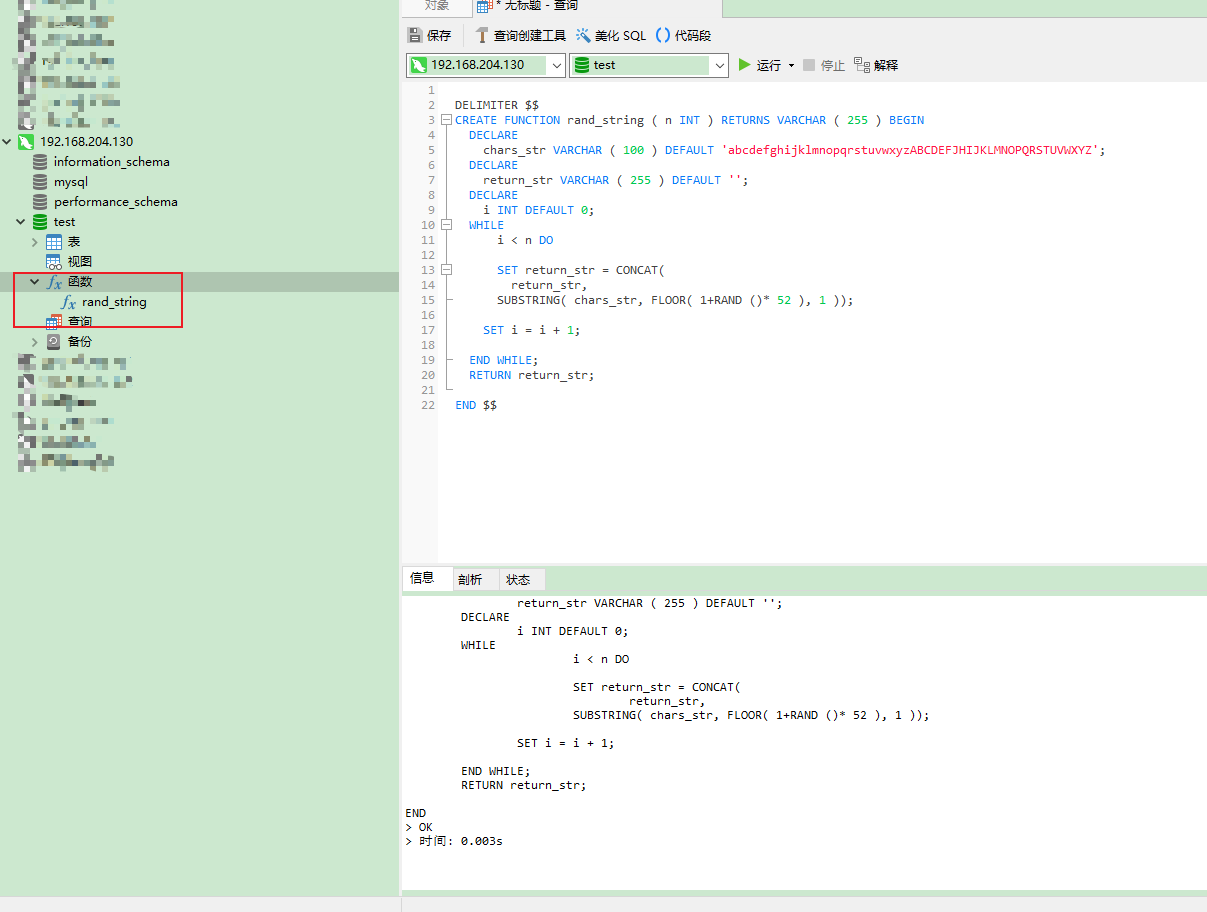 对象
* 无标题 - 查询
保存
查询创建工具
美化 SQL
代码段
192.168.204.130
test
运行
停止
解释
192.168.204.130
information_schema
mysql
performance_schema
test
表
视图
函数
rand_string
查询
备份
1
2 DELIMITER $$
3 CREATE FUNCTION rand_string ( n INT ) RETURNS VARCHAR ( 255 ) BEGIN
4 DECLARE
5 chars_str VARCHAR ( 100 ) DEFAULT 'abcdefghijklmnopqrstuvwxyzABCDEFJHIJKLMNOPQRSTUVWXYZ';
6 DECLARE
7 return_str VARCHAR ( 255 ) DEFAULT '';
8 DECLARE
9 i INT DEFAULT 0;
10 WHILE
11 i < n DO
12
13 SET return_str = CONCAT(
14 return_str,
15 SUBSTRING( chars_str, FLOOR( 1+RAND ()* 52 ), 1 ));
16
17 SET i = i + 1;
18
19 END WHILE;
20 RETURN return_str;
21
22 END $$
信息
剖析
状态
return_str VARCHAR ( 255 ) DEFAULT '';
DECLARE
i INT DEFAULT 0;
WHILE
i < n DO
SET return_str = CONCAT(
return_str,
SUBSTRING( chars_str, FLOOR( 1+RAND ()* 52 ), 1 ));
SET i = i + 1;
END WHILE;
RETURN return_str;
END
> OK
> 时间: 0.003s